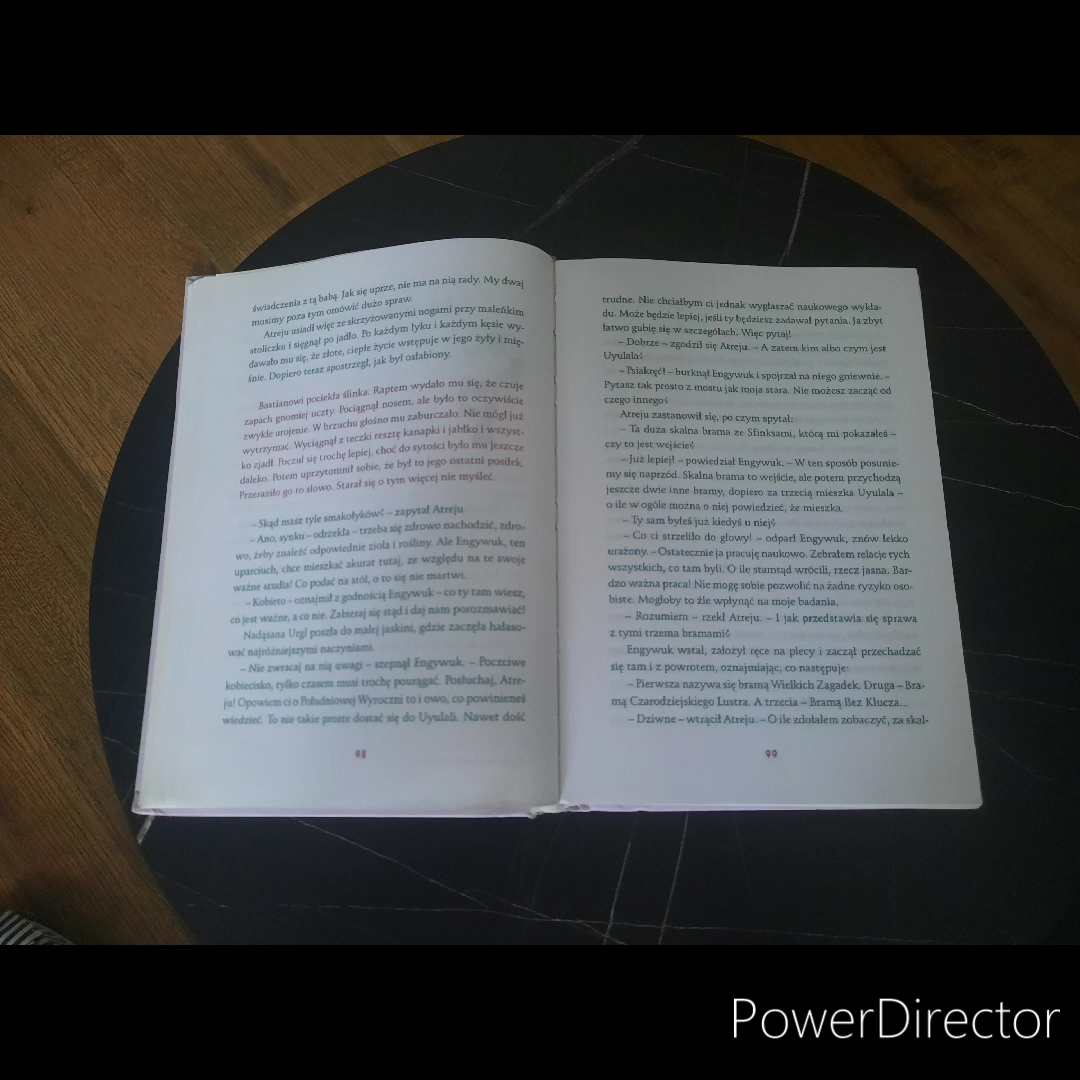 świadczenia z tą babą. Jak się uprze, nie ma na nią rady. My dwaj
musimy poza tym omówić dużo spraw.
Atreju usiadł więc ze skrzyżowanymi nogami przy maleńkim
stoliczku i sięgnął po jadło. Po każdym łyku i każdym kęsie wy-
dawało mu się, że złote, ciepłe życie wstępuje w jego żyły i mię-
śnie. Dopiero teraz spostrzegł, jak był osłabiony.
Bastianowi pociekła ślinka. Raptem wydało mu się, że czuje
zapach gnomiej uczty. Pociągnął nosem, ale było to oczywiście
zwykłe urojenie. W brzuchu głośno mu zaburczało. Nie mógł już
wytrzymać. Wyciągnął z teczki resztę kanapki i jabłko i wszyst-
ko zjadł. Poczuł się trochę lepiej, choć do sytości było mu jeszcze
daleko. Potem uprzytomnił sobie, że był to jego ostatni posiłek.
Przeraziło go to słowo. Starał się o tym więcej nie myśleć.
– Skąd masz tyle smakołyków? – zapytał Atreju.
– Ano, synku – odrzekła – trzeba się zdrowo nachodzić, zdro-
wo, żeby znaleźć odpowiednie zioła i rośliny. Ale Engywuk, ten
uparciuch, chce mieszkać akurat tutaj, ze względu na te swoje
ważne studia! Co podać na stół, o to się nie martwi.
– Kobieto – oznajmił z godnością Engywuk – co ty tam wiesz,
co jest ważne, a co nie. Zabieraj się stąd i daj nam porozmawiać!
Nadąsana Urgl poszła do małej jaskini, gdzie zaczęła hałaso-
wać najróżniejszymi naczyniami.
– Nie zwracaj na nią uwagi – szepnął Engywuk. – Poczciwe
kobiecisko, tylko czasem musi trochę pourągać. Posłuchaj, Atre-
ju! Opowiem ci o Południowej Wyroczni to i owo, co powinieneś
wiedzieć. To nie takie proste dostać się do Uyulali. Nawet dość
98
trudne. Nie chciałbym ci jednak wygłaszać naukowego wykła-
du. Może będzie lepiej, jeśli ty będziesz zadawał pytania. Ja zbyt
łatwo gubię się w szczegółach. Więc pytaj!
– Dobrze – zgodził się Atreju. – A zatem kim albo czym jest
Uyulala?
– Psiakręć! – burknął Engywuk i spojrzał na niego gniewnie. –
Pytasz tak prosto z mostu jak moja stara. Nie możesz zacząć od
czego innego?
Atreju zastanowił się, po czym spytał:
– Ta duża skalna brama ze Sfinksami, którą mi pokazałeś –
czy to jest wejście?
– Już lepiej! – powiedział Engywuk. – W ten sposób posunie-
my się naprzód. Skalna brama to wejście, ale potem przychodzą
jeszcze dwie inne bramy, dopiero za trzecią mieszka Uyulala –
o ile w ogóle można o niej powiedzieć, że mieszka.
– Ty sam byłeś już kiedyś u niej?
– Co ci strzeliło do głowy! – odparł Engywuk, znów lekko
urażony. – Ostatecznie ja pracuję naukowo. Zebrałem relacje tych
wszystkich, co tam byli. O ile stamtąd wrócili, rzecz jasna. Bar-
dzo ważna praca! Nie mogę sobie pozwolić na żadne ryzyko oso-
biste. Mogłoby to źle wpłynąć na moje badania.
– Rozumiem – rzekł Atreju. – I jak przedstawia się sprawa
z tymi trzema bramami?
Engywuk wstał, założył ręce na plecy i zaczął przechadzać
się tam i z powrotem, oznajmiając, co następuje:
– Pierwsza nazywa się bramą Wielkich Zagadek. Druga – Bra-
mą Czarodziejskiego Lustra. A trzecia – Bramą Bez Klucza...
– Dziwne – wtrącił Atreju. – O ile zdołałem zobaczyć, za skal-
99
PowerDirector